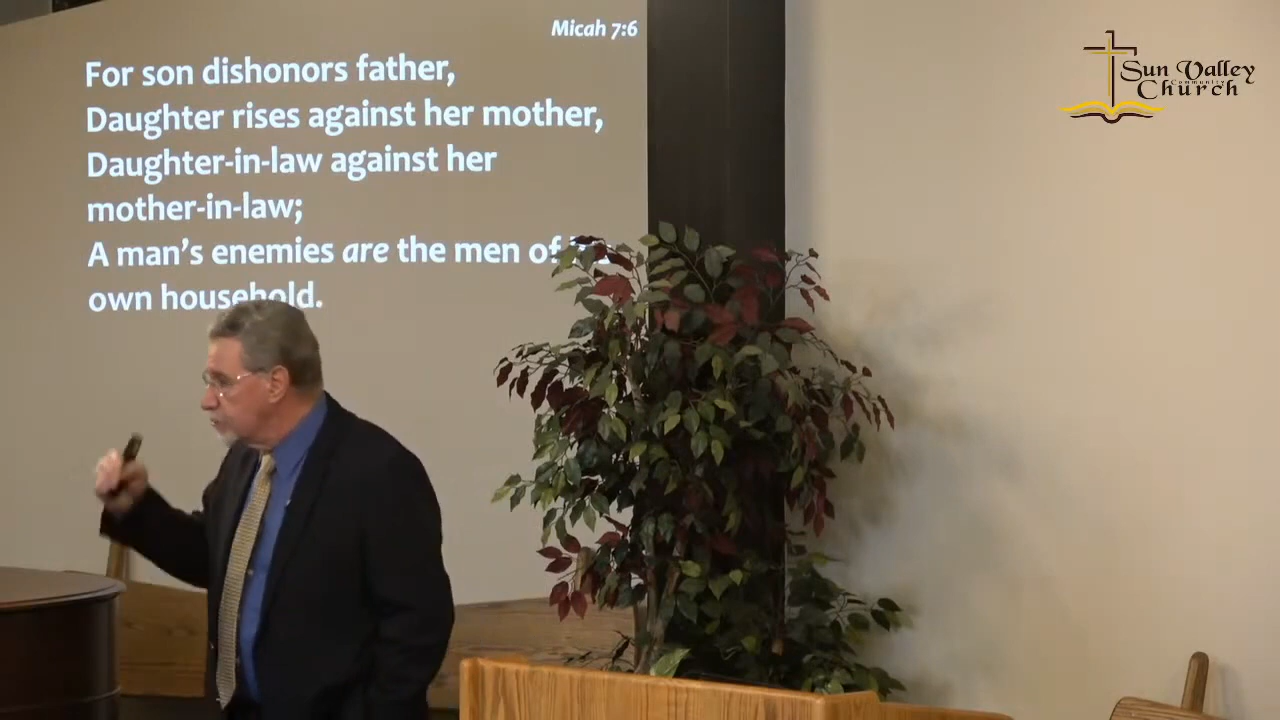 Micah 7:6
For son dishonors father,
Daughter rises against her mother,
Daughter-in-law against her
mother-in-law;
A man’s enemies are the men of
own household.
Sun Valley
Community
Church